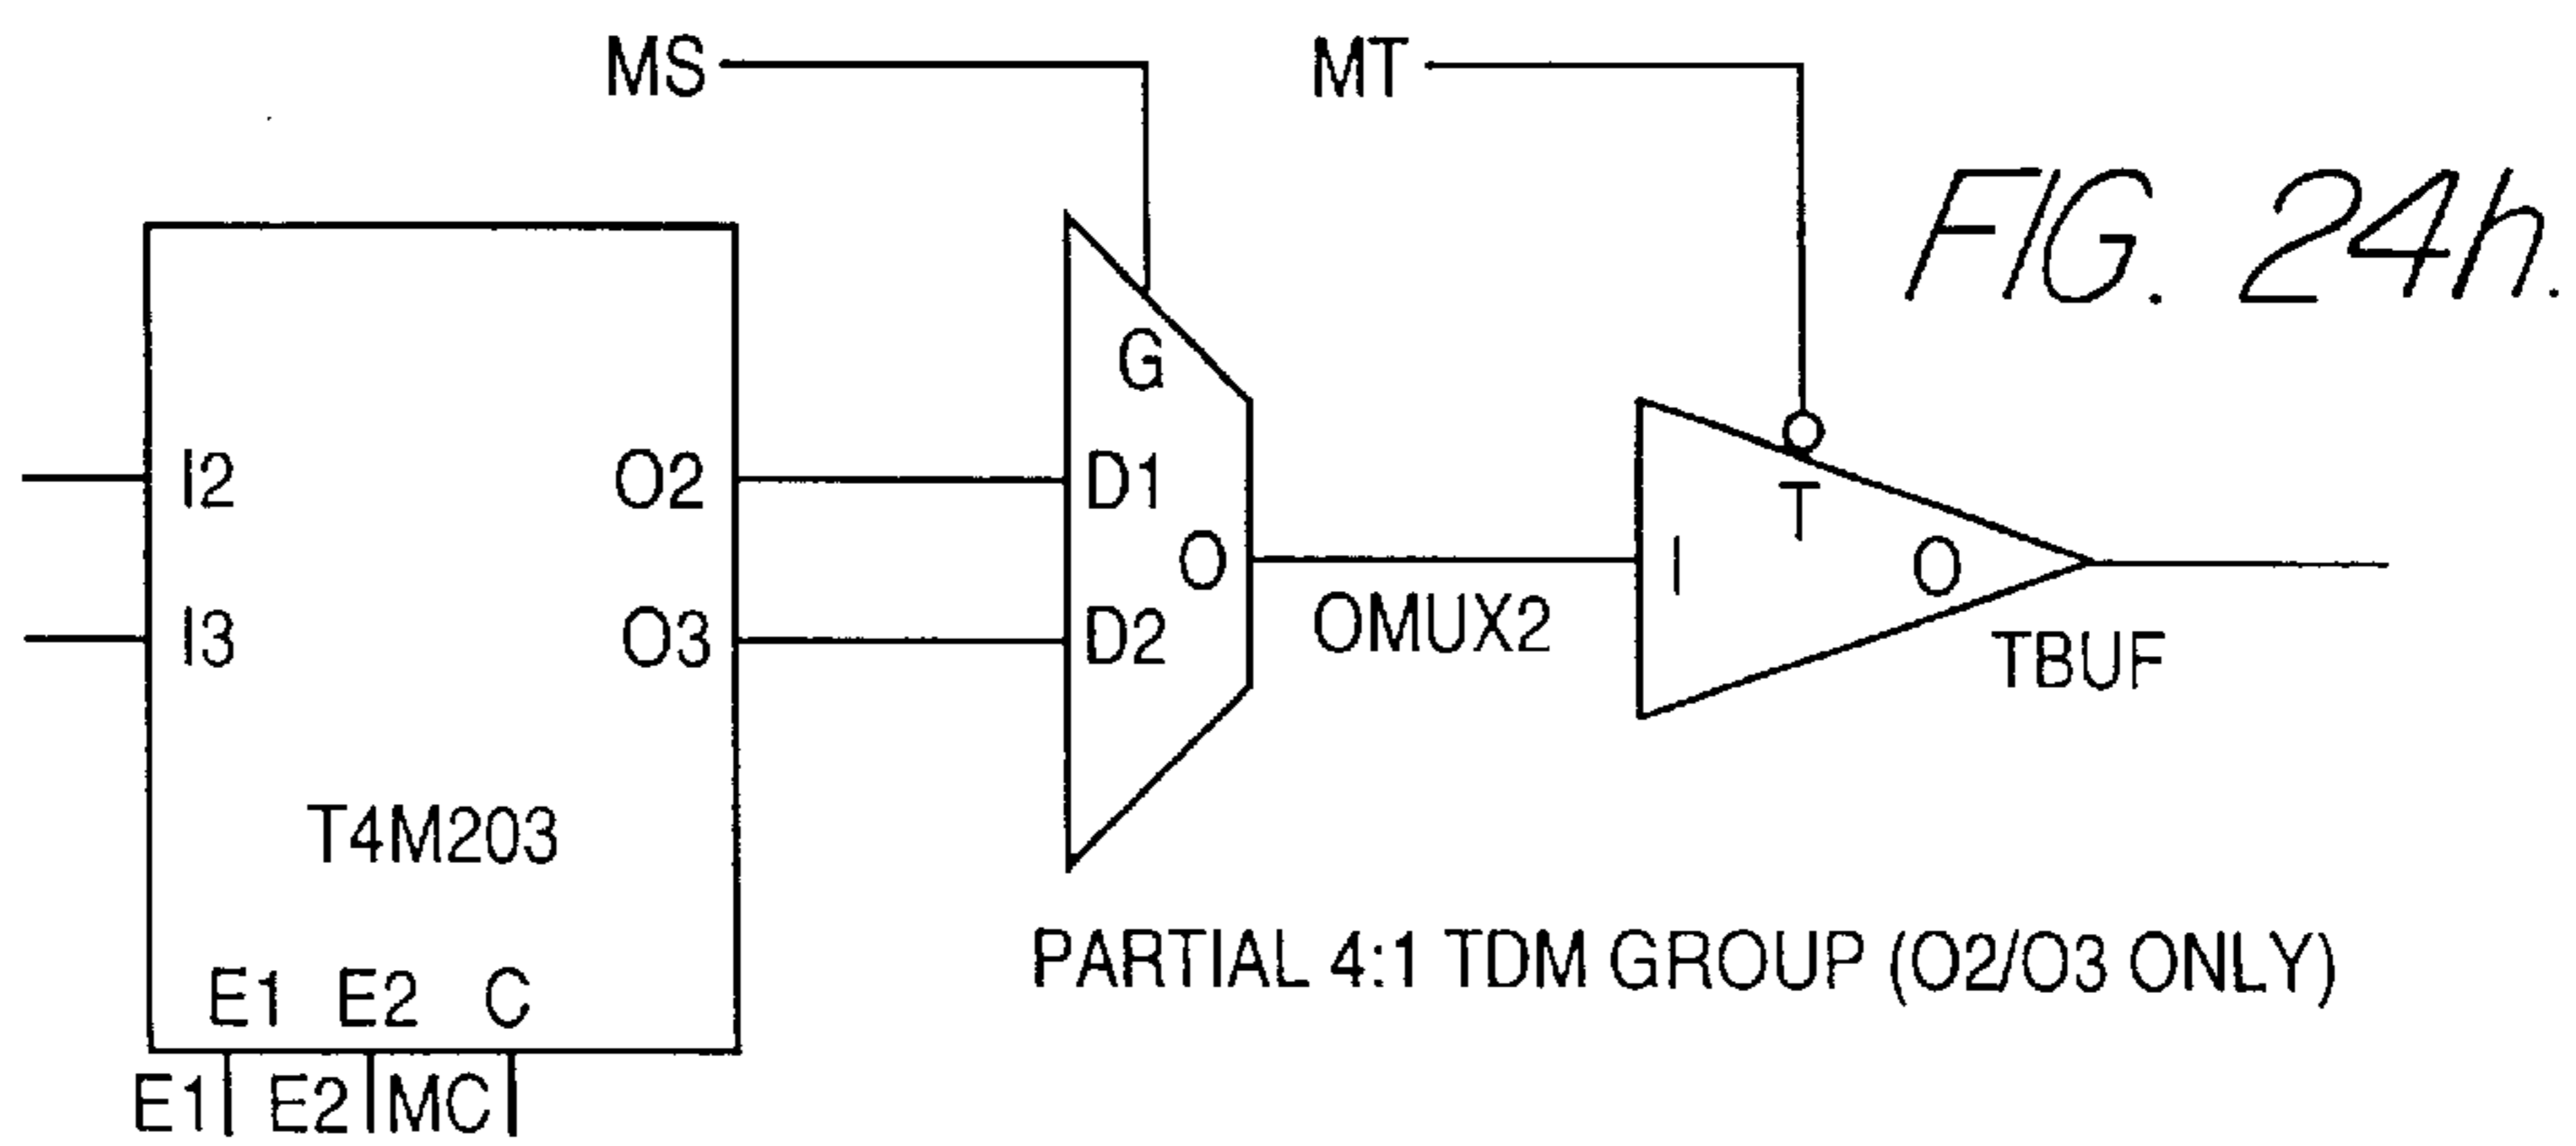 MS
MT
FIG. 24h.
G
I2
O2
D1
T
O
I
O
I3
O3
D2
OMUX2
TBUF
T4M203
PARTIAL 4:1 TDM GROUP (O2/O3 ONLY)
E1 E2 C
E1 E2 MC